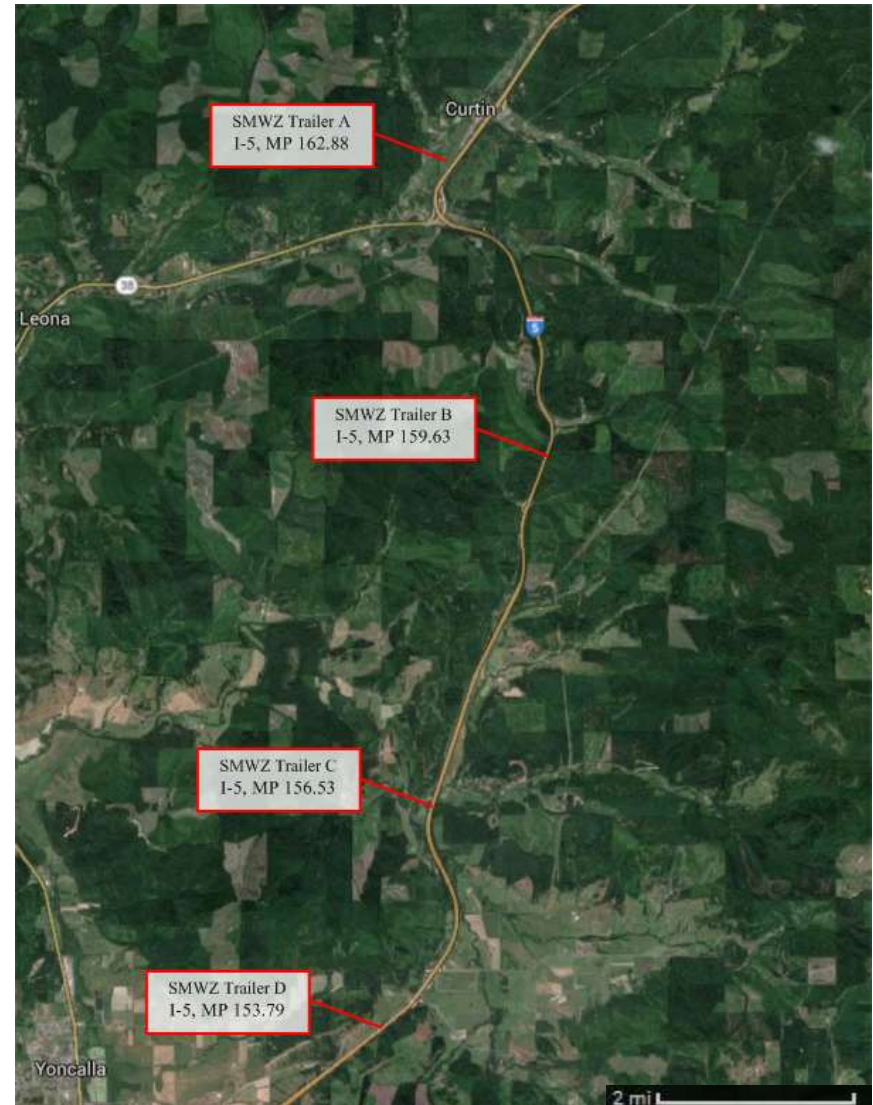 Curtin
SMWZ Trailer A
I-5, MP 162.88
38
Leona
5
SMWZ Trailer B
I-5, MP 159.63
SMWZ Trailer C
I-5, MP 156.53
SMWZ Trailer D
I-5, MP 153.79
Yoncalla
2 mi